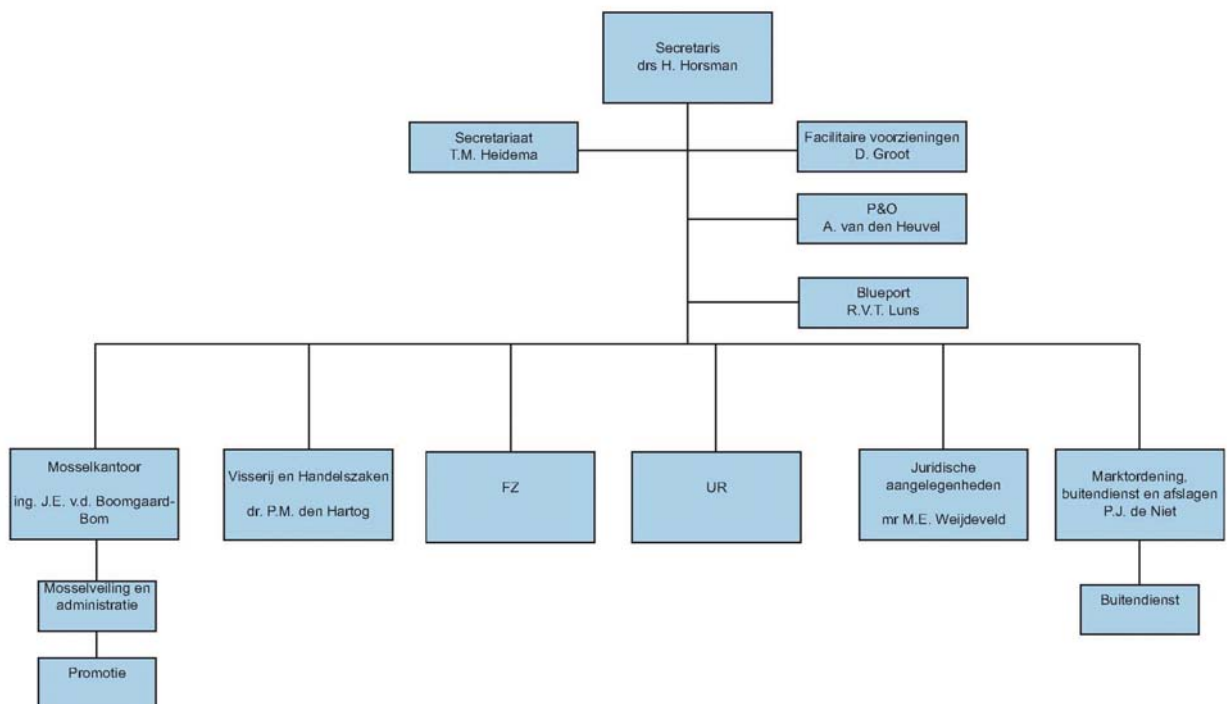 Secretaris
drs H. Horsman
Secretariaat
T.M. Heidema
Facilitaire voorzieningen
D. Groot
P&O
A. van den Heuvel
Blueport
R.V.T. Luns
Mosselkantoor
ing. J.E. v.d. Boomgaard-
Bom
Visserij en Handelszaken
dr. P.M. den Hartog
FZ
UR
Juridische
aangelegenheden
mr M.E. Weijdeveld
Marktordening,
buitendienst en afslagen
P.J. de Niet
Mosselveiling en
administratie
Buitendienst
Promotie